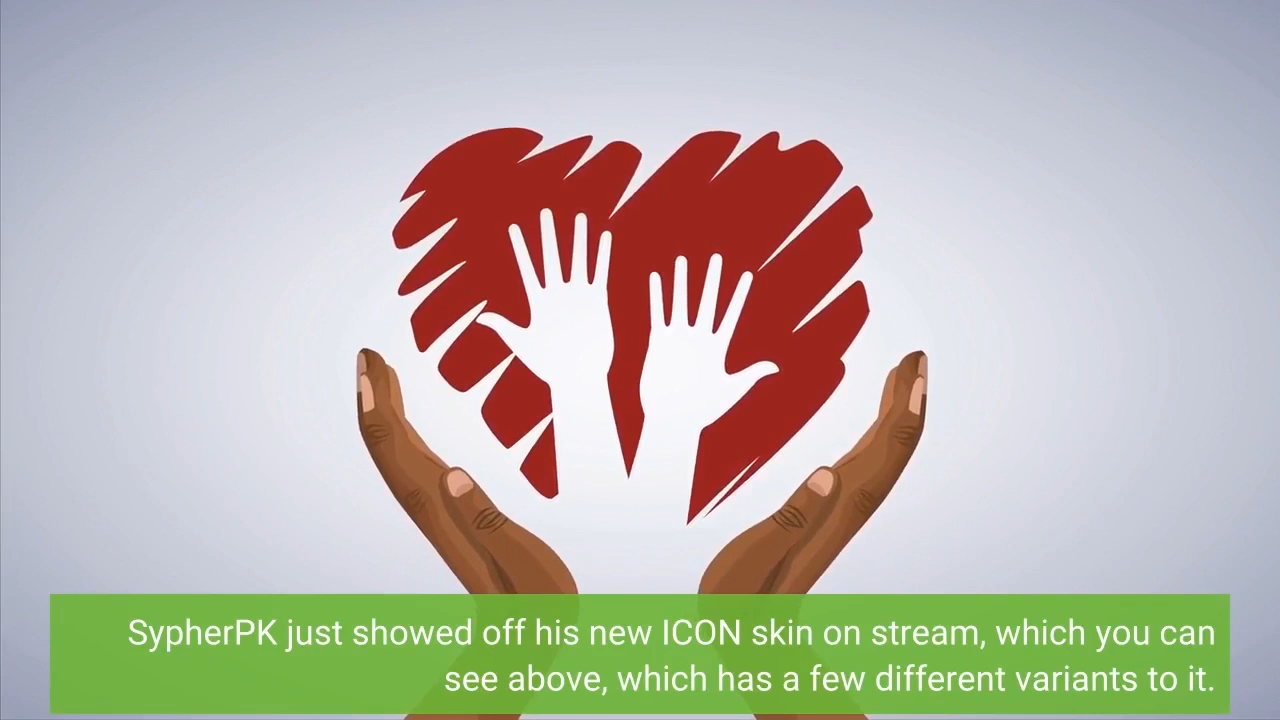 SypherPK just showed off his new ICON skin on stream, which you can
see above, which has a few different variants to it.